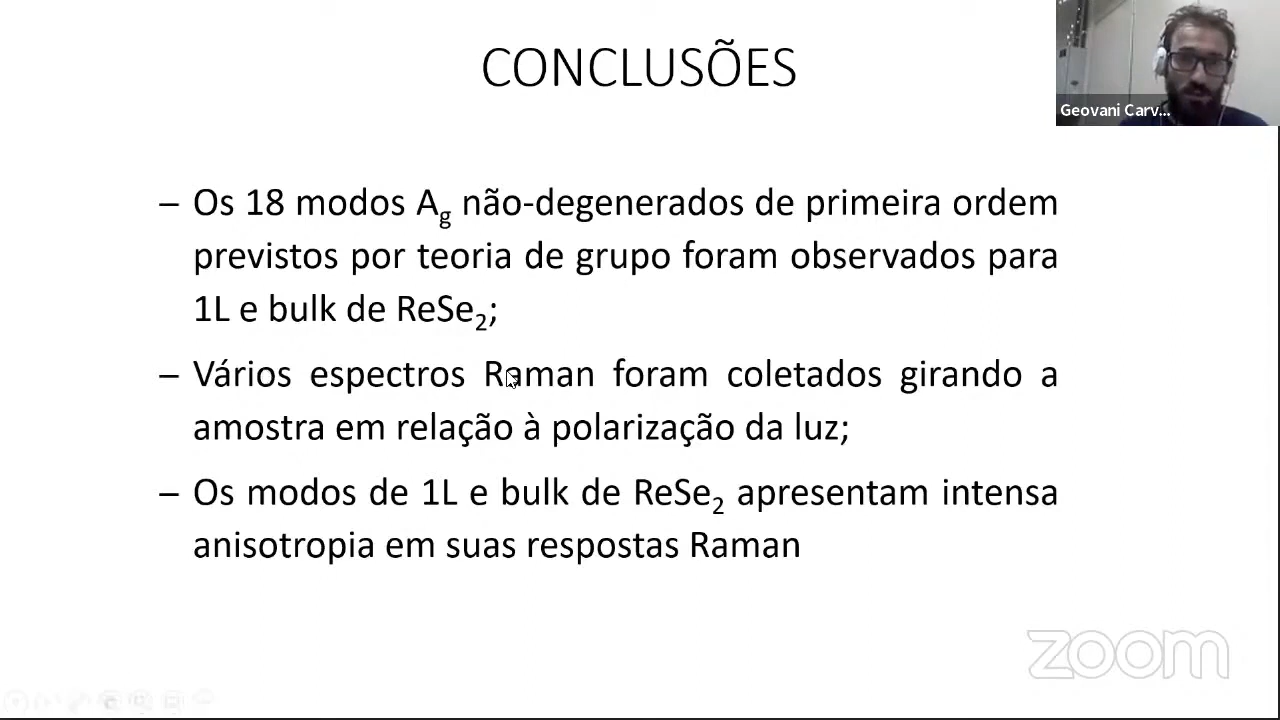 CONCLUSÕES
Geovani Carv...
– Os 18 modos A₉ não-degenerados de primeira ordem
previstos por teoria de grupo foram observados para
1L e bulk de ReSe₂;
– Vários espectros Raman foram coletados girando a
amostra em relação à polarização da luz;
– Os modos de 1L e bulk de ReSe₂ apresentam intensa
anisotropia em suas respostas Raman
zoom